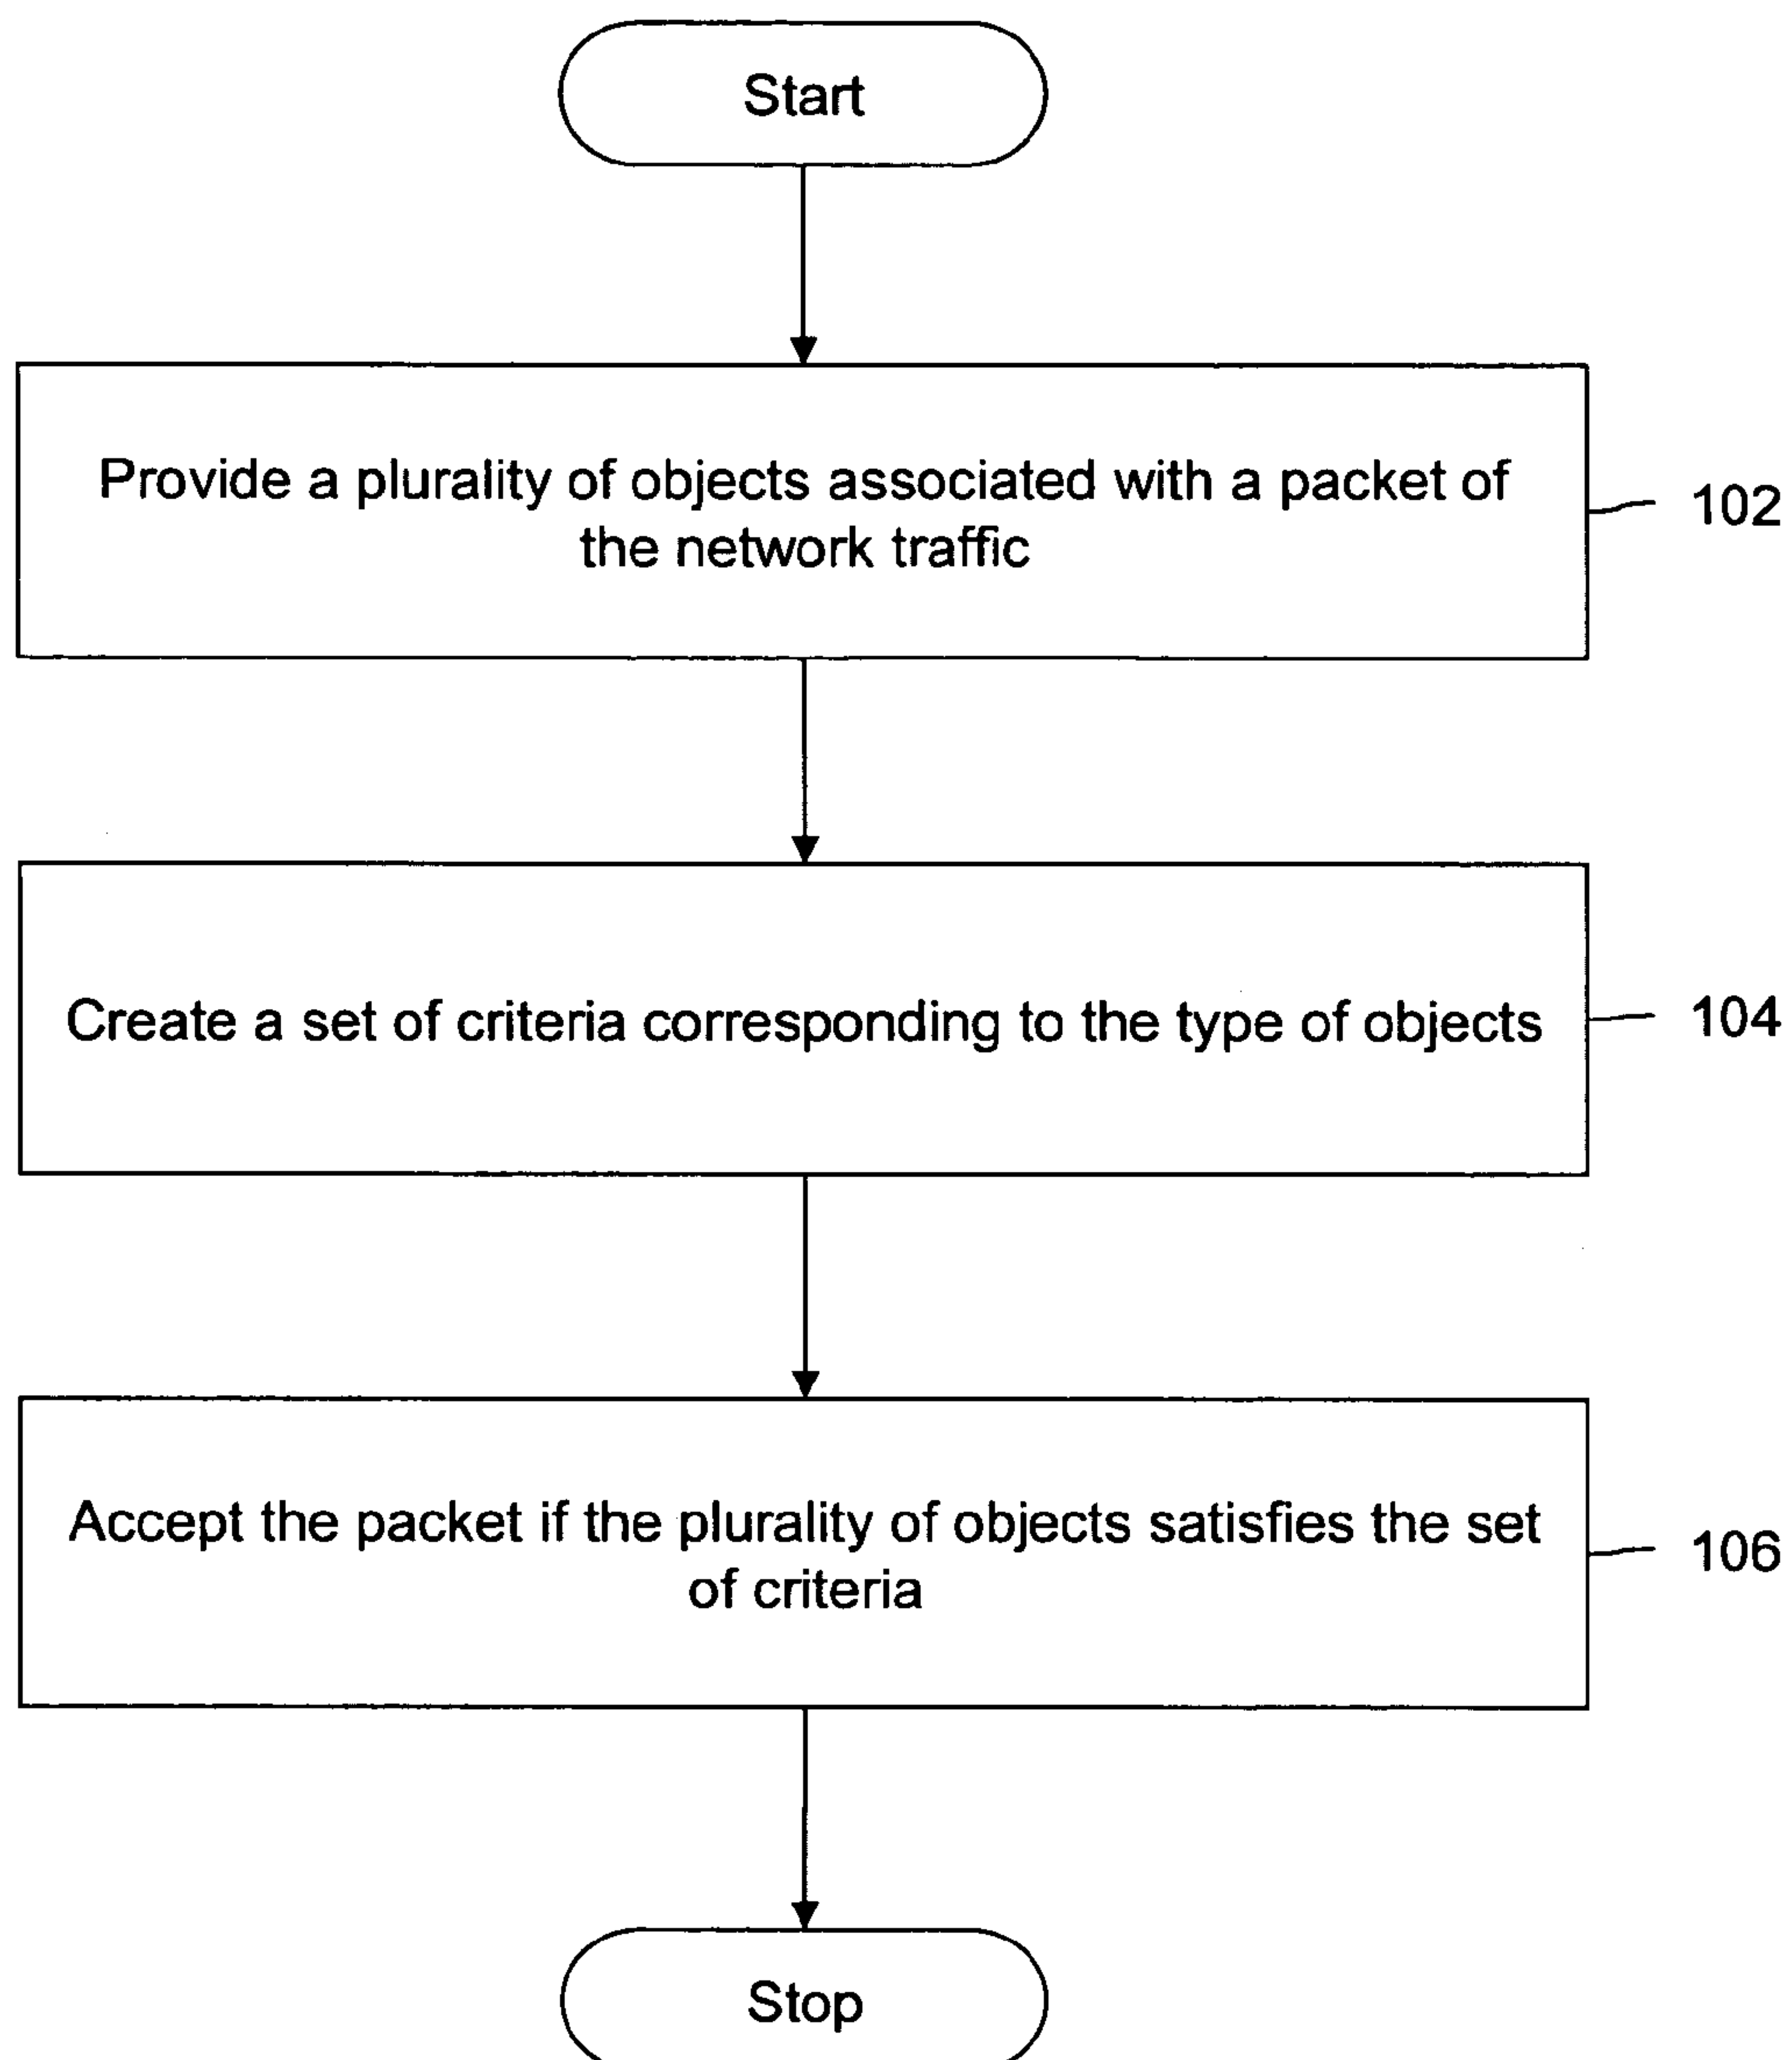 Start
Provide a plurality of objects associated with a packet of
the network traffic
102
Create a set of criteria corresponding to the type of objects
104
Accept the packet if the plurality of objects satisfies the set
of criteria
106
Stop